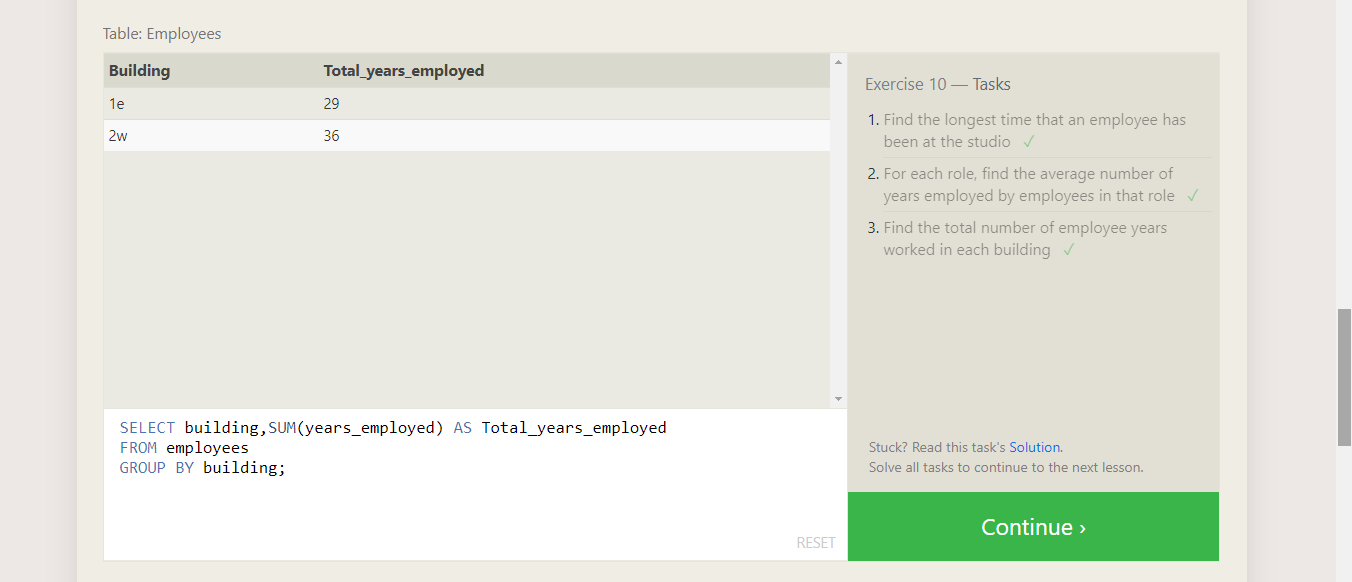 Table: Employees
Building Total_years_employed
1e 29
2w 36
SELECT building,SUM(years_employed) AS Total_years_employed
FROM employees
GROUP BY building;
RESET
Exercise 10 — Tasks
1. Find the longest time that an employee has
been at the studio ✓
2. For each role, find the average number of
years employed by employees in that role ✓
3. Find the total number of employee years
worked in each building ✓
Stuck? Read this task's Solution.
Solve all tasks to continue to the next lesson.
Continue ›